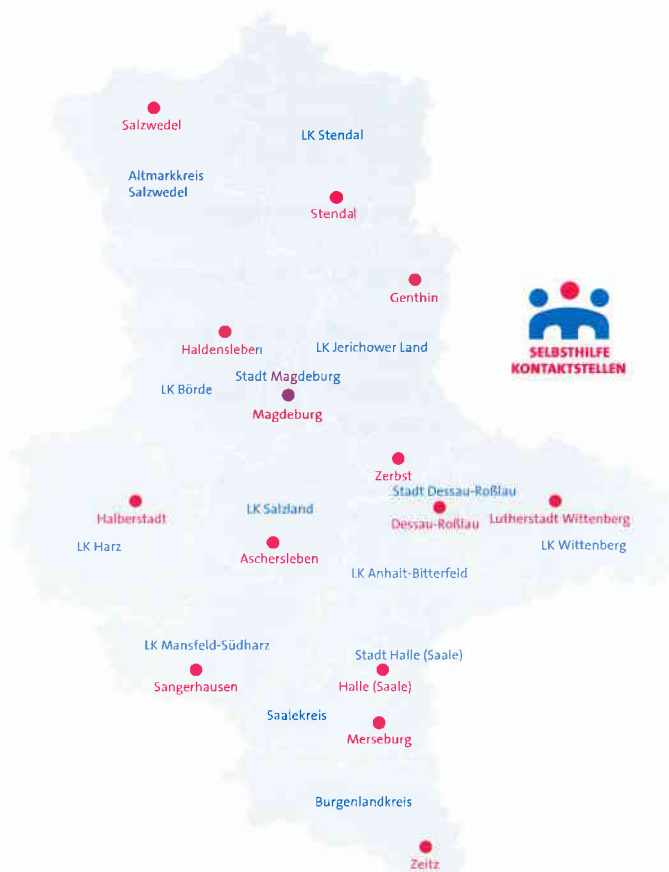 Salzwedel
LK Stendal
Altmarkkreis
Salzwedel
Stendal
Genthin
SELBSTHILFE
KONTAKTSTELLEN
Haldensleben
LK Jerichower Land
Stadt Magdeburg
LK Börde
Magdeburg
Zerbst
Stadt Dessau-Roßlau
Halberstadt
LK Salzland
Dessau-Roßlau
Lutherstadt Wittenberg
LK Harz
Aschersleben
LK Wittenberg
LK Anhalt-Bitterfeld
LK Mansfeld-Südharz
Stadt Halle (Saale)
Sangerhausen
Halle (Saale)
Saalekreis
Merseburg
Burgenlandkreis
Zeitz